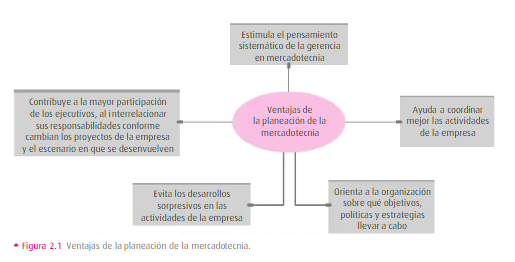 Estimula el pensamiento
sistemático de la gerencia
en mercadotecnia
Contribuye a la mayor participación
de los ejecutivos, al interrelacionar
sus responsabilidades conforme
cambian los proyectos de la empresa
y el escenario en que se desenvuelven
Ventajas de
la planeación de la
mercadotecnia
Ayuda a coordinar
mejor las actividades
de la empresa
Evita los desarrollos
sorpresivos en las
actividades de la empresa
Orienta a la organización
sobre qué objetivos,
políticas y estrategias
llevar a cabo
Figura 2.1 Ventajas de la planeación de la mercadotecnia.